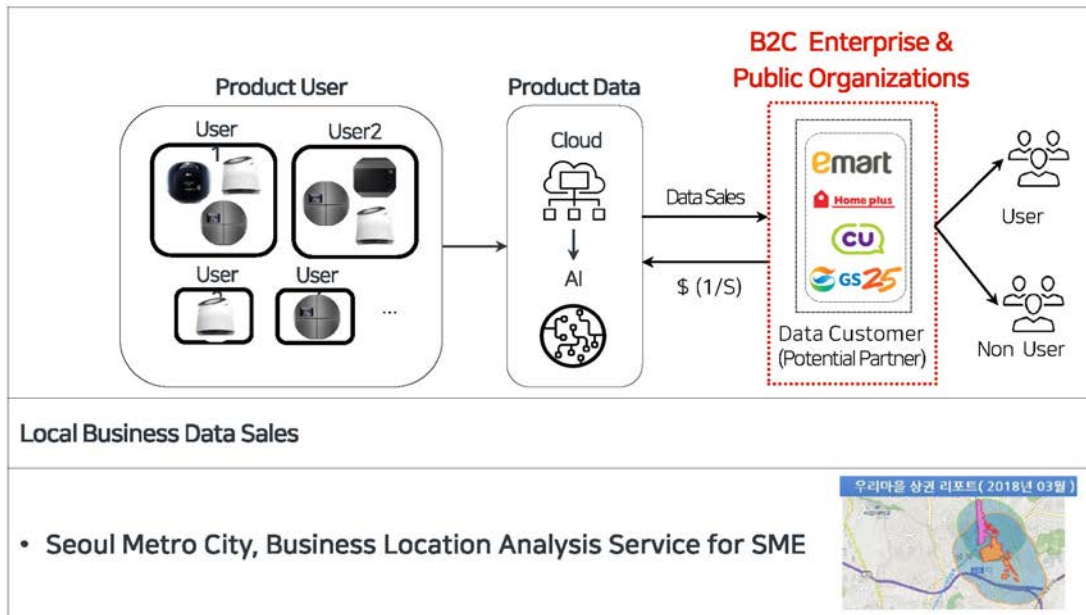 B2C Enterprise &
Public Organizations
Product User
Product Data
User
1
User2
User
User
...
Cloud
AI
Data Sales
$ (1/S)
emart
Home plus
CU
GS25
Data Customer
(Potential Partner)
User
Non User
Local Business Data Sales
우리마을 상권 리포트( 2018년 03월 )
• Seoul Metro City, Business Location Analysis Service for SME